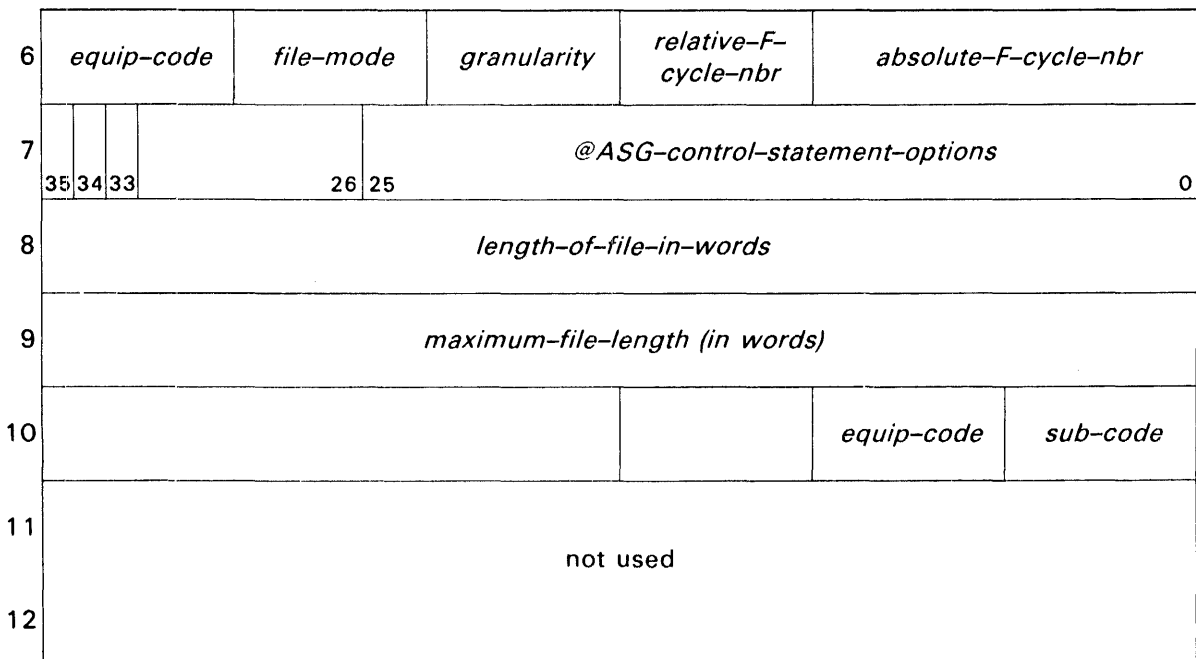 6 equip-code file-mode granularity relative-F-cycle-nbr absolute-F-cycle-nbr
7 @ASG-control-statement-options
35 34 33 26 25 0
8 length-of-file-in-words
9 maximum-file-length (in words)
10 equip-code sub-code
11
not used
12